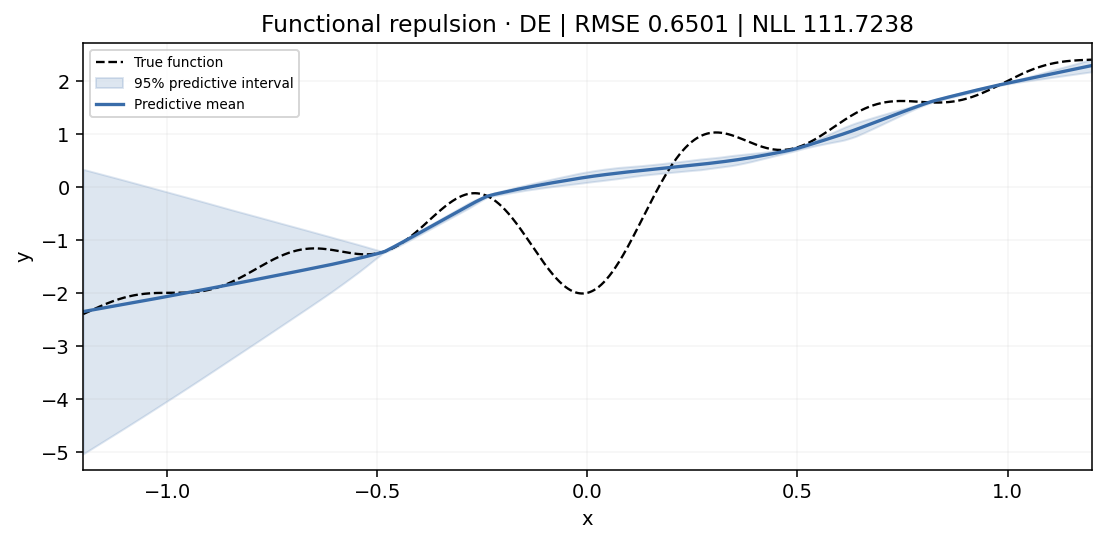 Functional repulsion · DE | RMSE 0.6501 | NLL 111.7238
True function
95% predictive interval
Predictive mean
y
2
1
0
−1
−2
−3
−4
−5
−1.0
−0.5
0.0
0.5
1.0
x